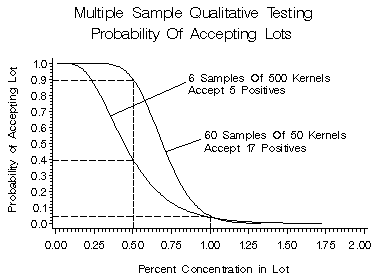 Multiple Sample Qualitative Testing
Probability Of Accepting Lots
Probability of Accepting Lot
1.0
0.9
0.8
0.7
0.6
0.5
0.4
0.3
0.2
0.1
0.0
6 Samples Of 500 Kernels
Accept 5 Positives
60 Samples Of 50 Kernels
Accept 17 Positives
0.00 0.25 0.50 0.75 1.00 1.25 1.50 1.75 2.00
Percent Concentration in Lot